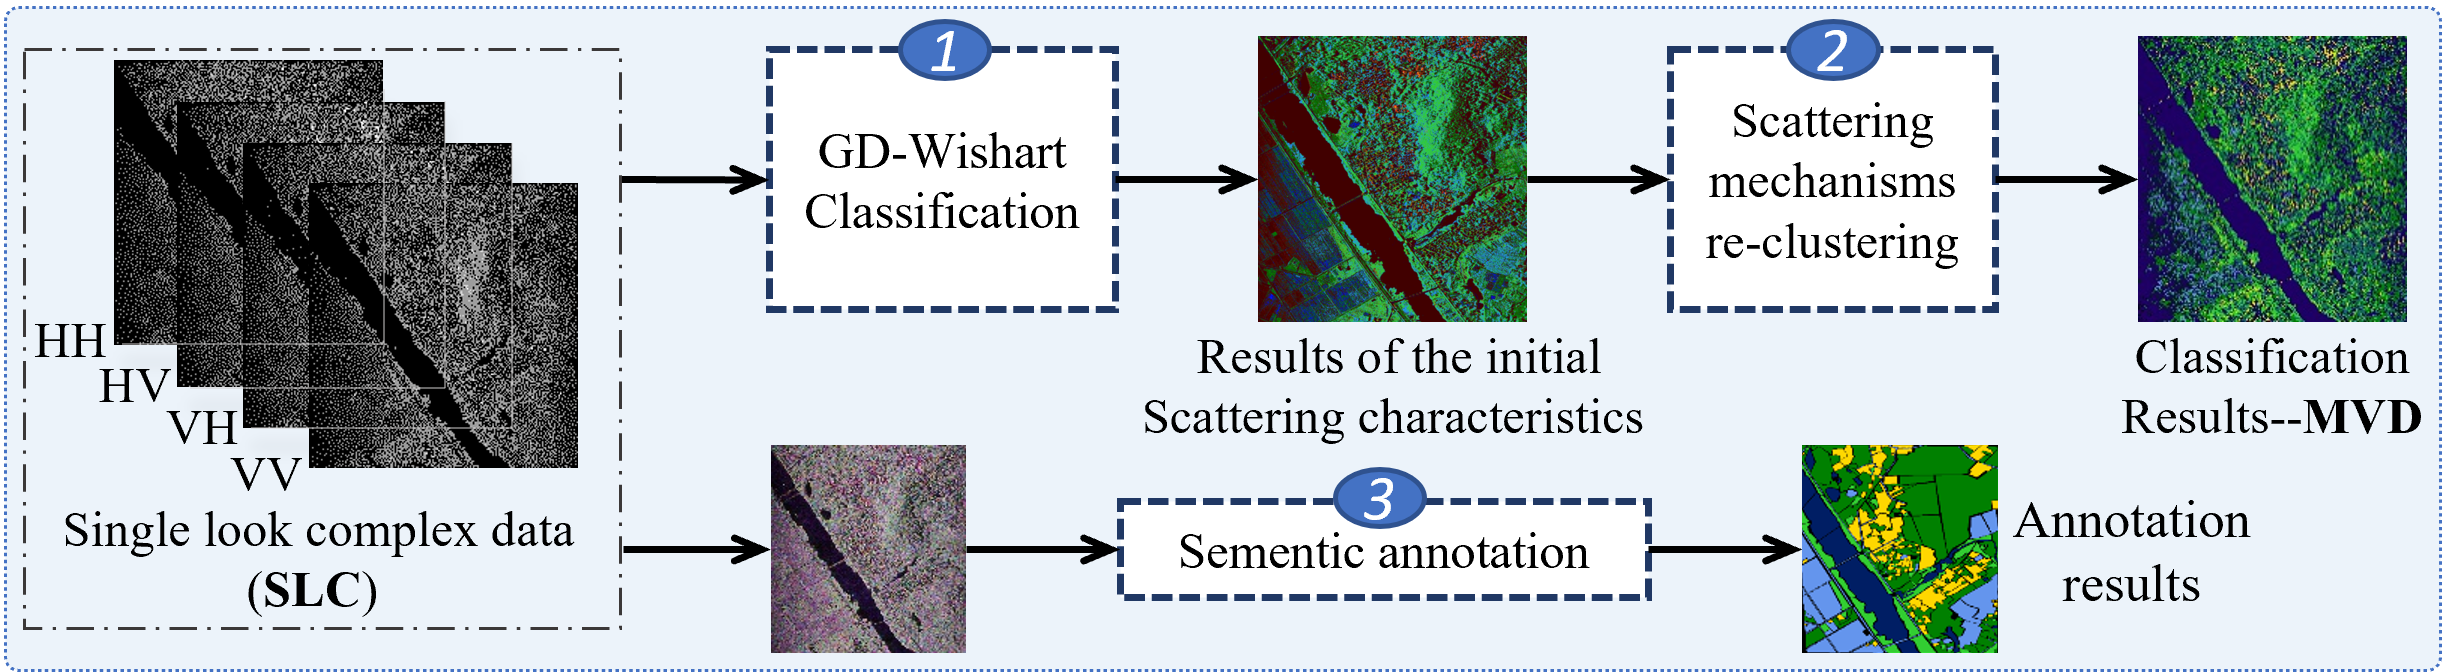 HH
HV
VH
VV
Single look complex data
(SLC)
1
GD-Wishart
Classification
Results of the initial
Scattering characteristics
2
Scattering
mechanisms
re-clustering
Classification
Results--MVD
3
Sementic annotation
Annotation
results